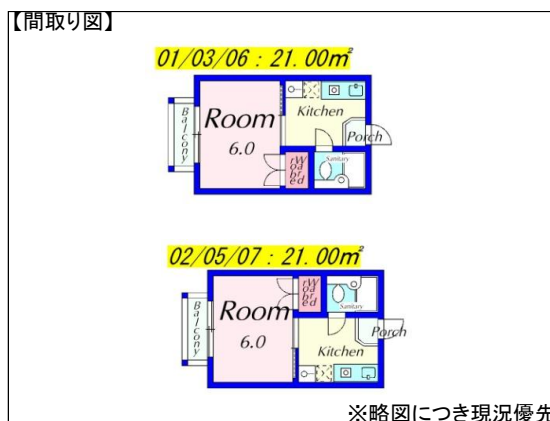 【間取り図】
01/03/06 : 21.00㎡
Balcony
Room
6.0
Kitchen
Porch
Sanitary
02/05/07 : 21.00㎡
Balcony
Room
6.0
Sanitary
Porch
Kitchen
※略図につき現況優先